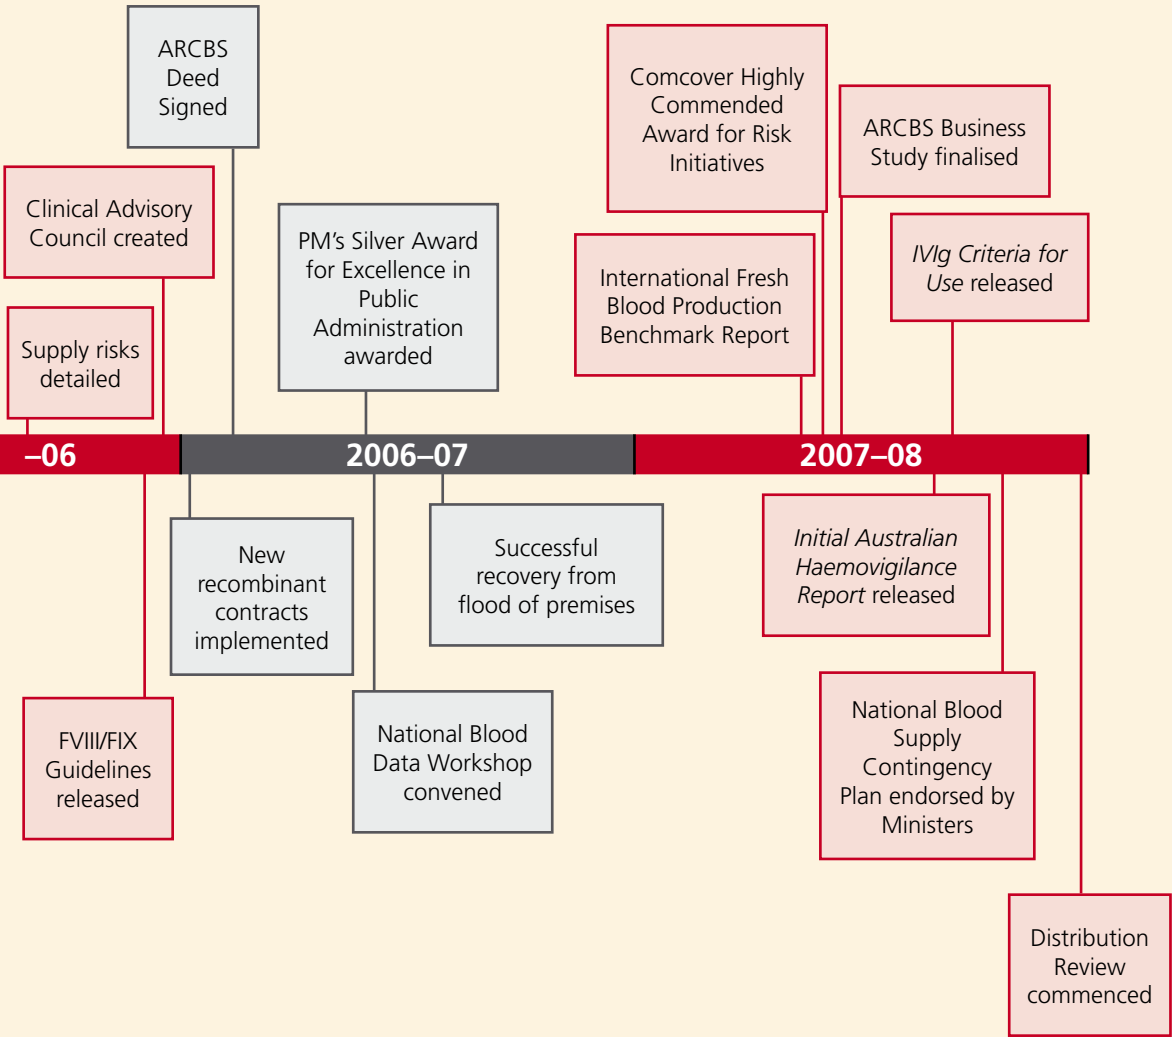 ARCBS
Deed
Signed
Clinical Advisory
Council created
Supply risks
detailed
PM's Silver Award
for Excellence in
Public
Administration
awarded
Comcover Highly
Commended
Award for Risk
Initiatives
ARCBS Business
Study finalised
International Fresh
Blood Production
Benchmark Report
IVIg Criteria for
Use released
–06
2006–07
2007–08
New
recombinant
contracts
implemented
Successful
recovery from
flood of premises
Initial Australian
Haemovigilance
Report released
FVIII/FIX
Guidelines
released
National Blood
Data Workshop
convened
National Blood
Supply
Contingency
Plan endorsed by
Ministers
Distribution
Review
commenced